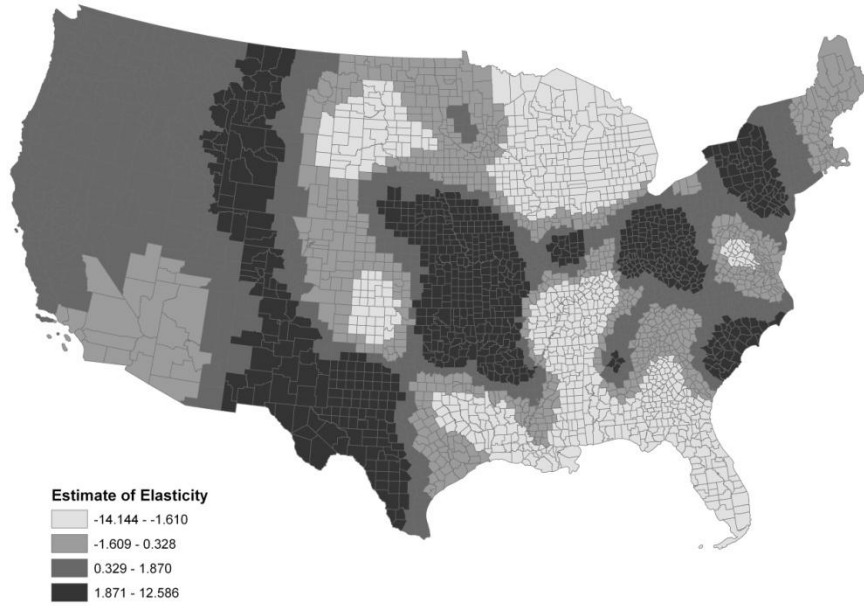 Estimate of Elasticity
-14.144 - -1.610
-1.609 - 0.328
0.329 - 1.870
1.871 - 12.586